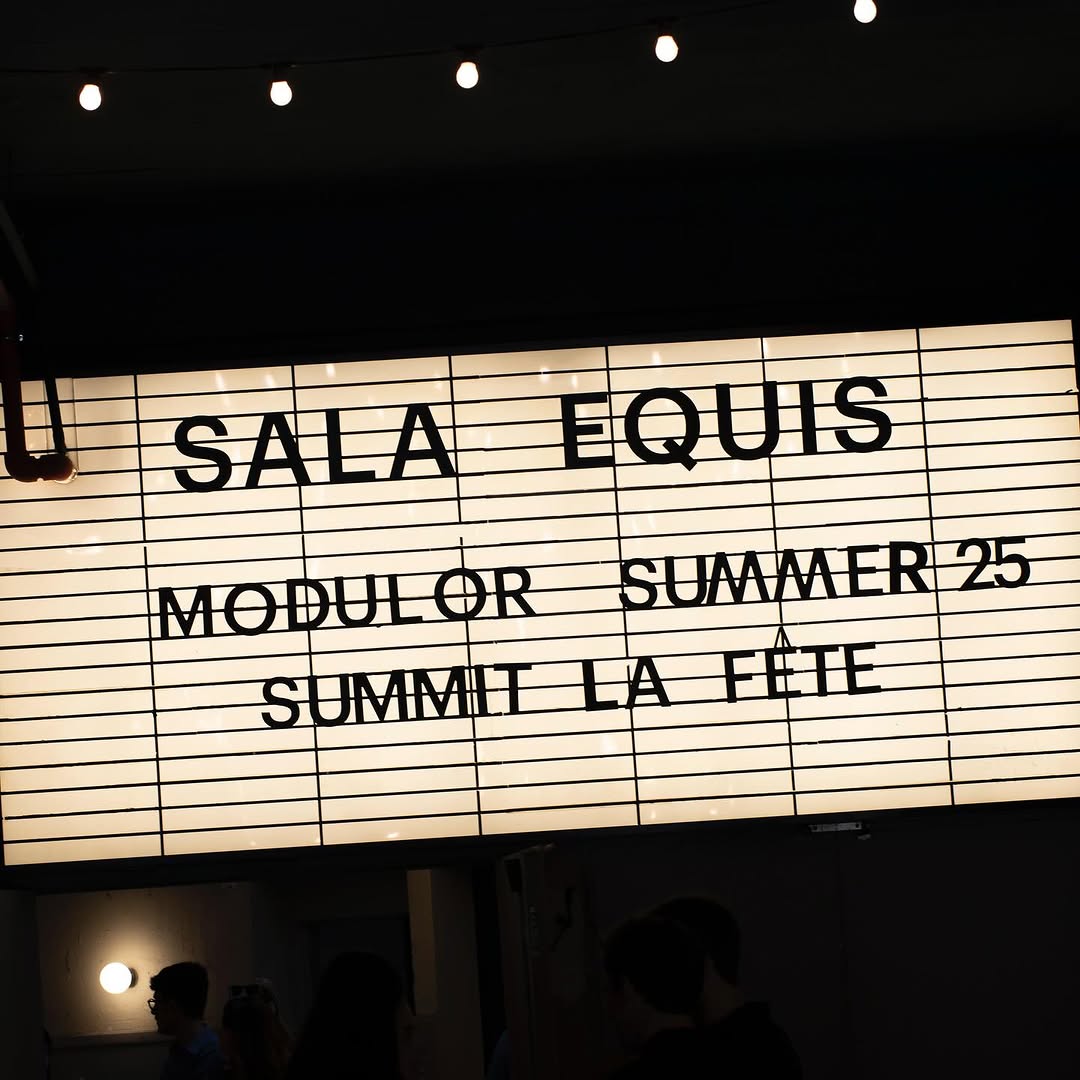 SALA EQUIS
MODULOR SUMMER 25
SUMMIT LA FÊTE